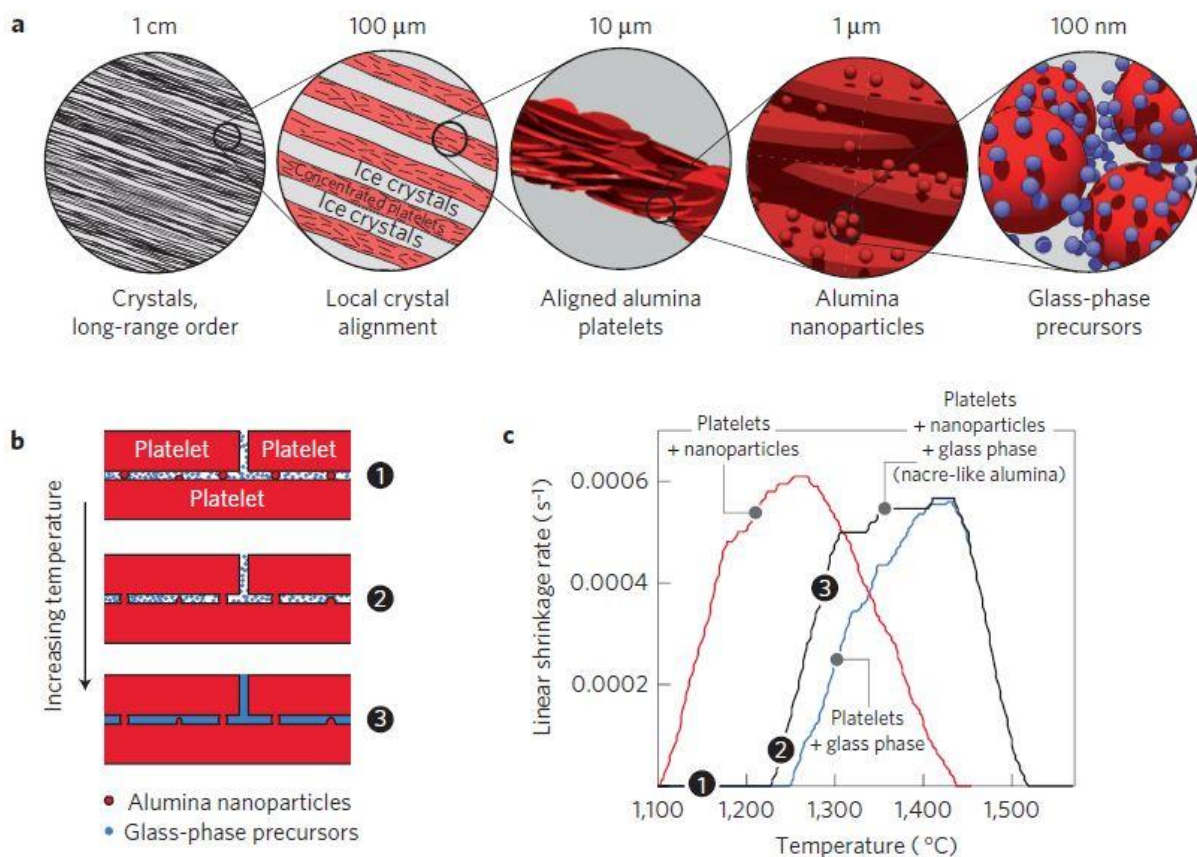 a
1 cm
100 μm
10 μm
1 μm
100 nm
Ice crystals
Concentrated platelets
Ice crystals
Crystals,
long-range order
Local crystal
alignment
Aligned alumina
platelets
Alumina
nanoparticles
Glass-phase
precursors
b
Increasing temperature
Platelet
Platelet
Platelet
1
2
3
Alumina nanoparticles
Glass-phase precursors
c
Platelets
+ nanoparticles
Platelets
+ nanoparticles
+ glass phase
(nacre-like alumina)
Linear shrinkage rate (s⁻¹)
0.0006
0.0004
0.0002
3
2
1
Platelets
+ glass phase
1,100
1,200
1,300
1,400
1,500
Temperature (°C)